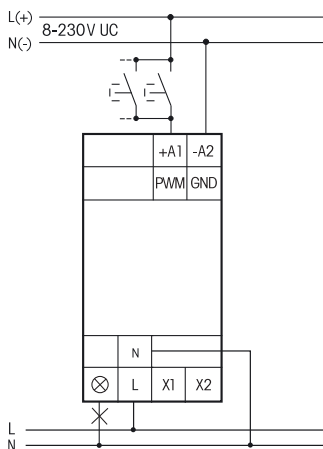 L(+)
8-230V UC
N(-)
+A1 -A2
PWM GND
N
L X1 X2
L
N